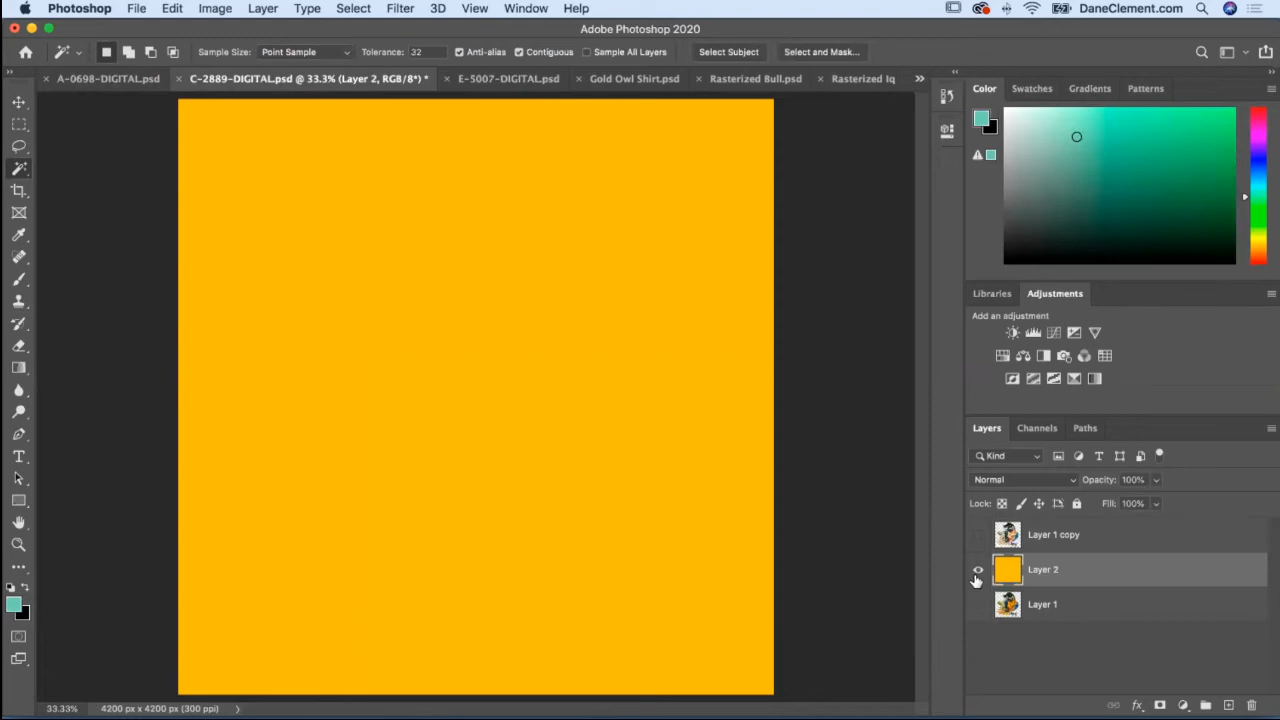 Photoshop File Edit Image Layer Type Select Filter 3D View Window Help DaneClement.com
Adobe Photoshop 2020
Sample Size: Point Sample Tolerance: 32 Anti-alias Contiguous Sample All Layers Select Subject Select and Mask...
A-0698-DIGITAL.psd C-2889-DIGITAL.psd @ 33.3% (Layer 2, RGB/8*) * E-5007-DIGITAL.psd Gold Owl Shirt.psd Rasterized Bull.psd Rasterized Iq
Color Swatches Gradients Patterns
Libraries Adjustments
Add an adjustment
Layers Channels Paths
Kind
Normal Opacity: 100%
Lock: Fill: 100%
Layer 1 copy
Layer 2
Layer 1
33.33% 4200 px x 4200 px (300 ppi)